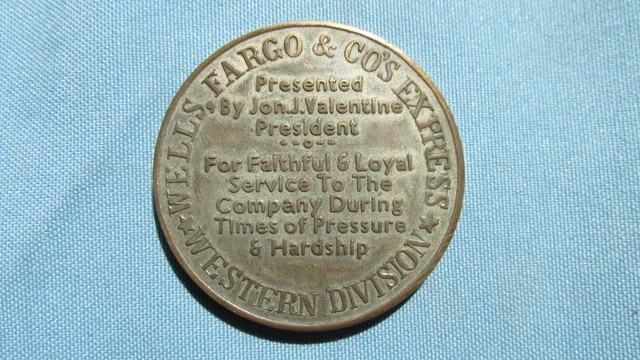 WELLS FARGO & CO'S EXPRESS
Presented
By Jon.J.Valentine
President
For Faithful & Loyal
Service To The
Company During
Times of Pressure
& Hardship
★ WESTERN DIVISION ★